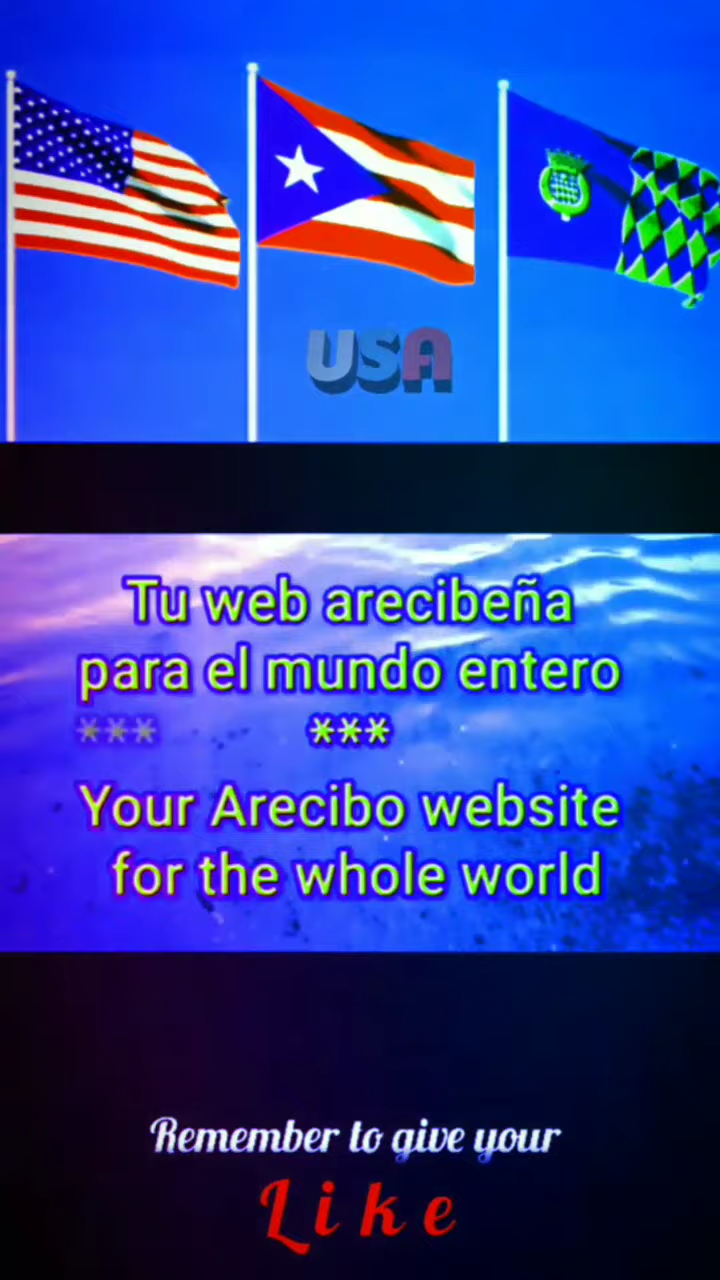 USA
Tu web arecibeña
para el mundo entero
*** ***
Your Arecibo website
for the whole world
Remember to give your
Like